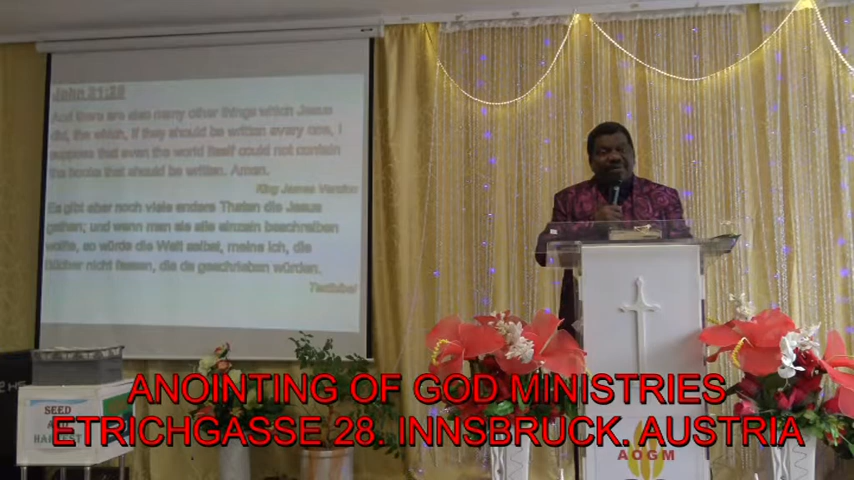 John 21:25
And there are also many other things which Jesus
did, the which, if they should be written every one, I
suppose that even the world itself could not contain
the books that should be written. Amen.
King James Version
Es gibt aber noch viele andere Thaten die Jesus
gethan; und wenn man sie alle einzeln beschreiben
wollte, so würde die Welt selbst, meine ich, die
Bücher nicht fassen, die da geschrieben würden.
SEED
HARVEST
ANOINTING OF GOD MINISTRIES
ETRICHGASSE 28. INNSBRUCK. AUSTRIA
AOGM